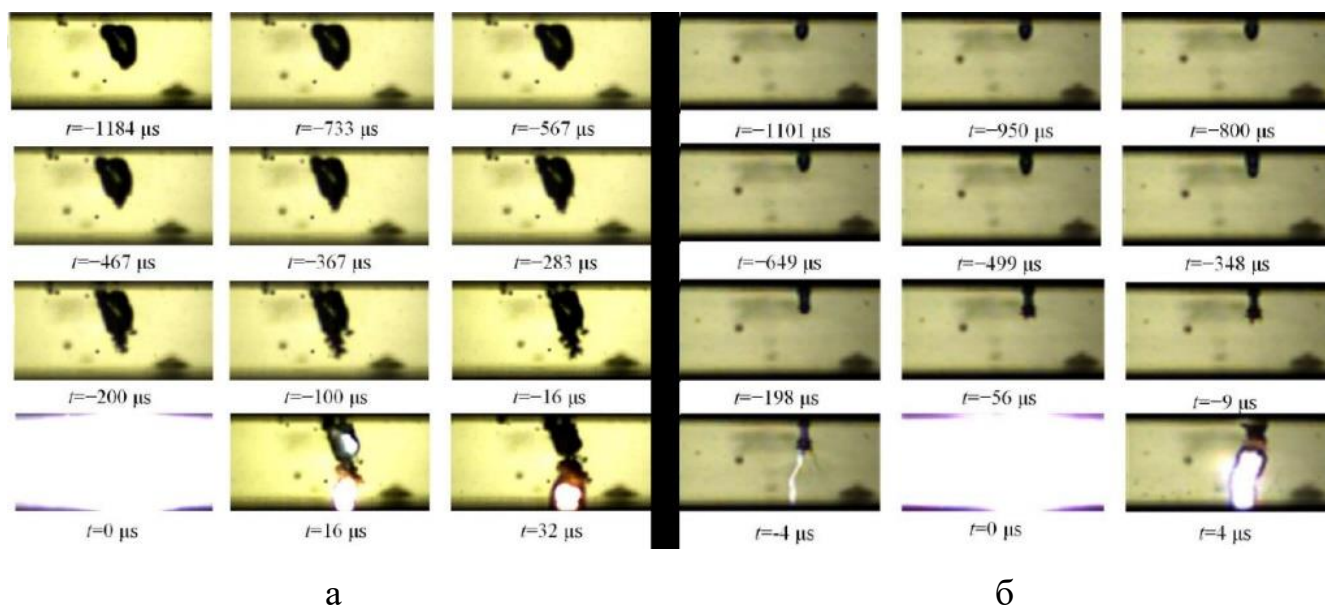 t=−1184 μs t=−733 μs t=−567 μs t=−1101 μs t=−950 μs t=−800 μs
t=−467 μs t=−367 μs t=−283 μs t=−649 μs t=−499 μs t=−348 μs
t=−200 μs t=−100 μs t=−16 μs t=−198 μs t=−56 μs t=−9 μs
t=0 μs t=16 μs t=32 μs t=-4 μs t=0 μs t=4 μs
а б